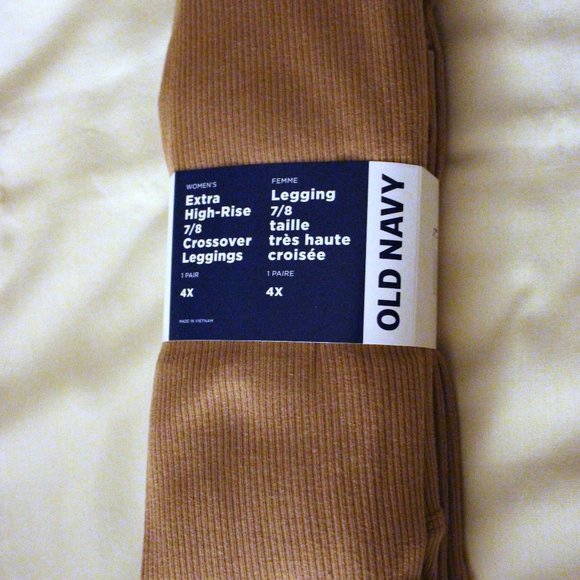 WOMEN'S
Extra
High-Rise
7/8
Crossover
Leggings
1 PAIR
4X
MADE IN VIETNAM
FEMME
Legging
7/8
taille
très haute
croisée
1 PAIRE
4X
OLD NAVY